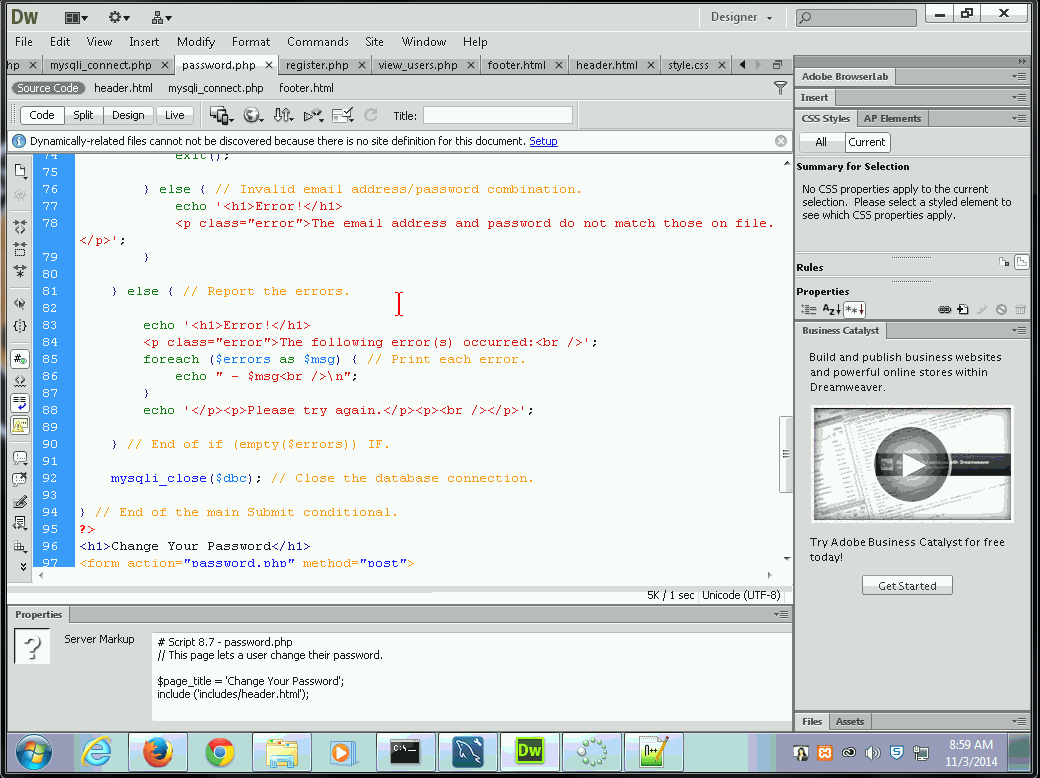 Dw
Designer
File Edit View Insert Modify Format Commands Site Window Help
hp mysqli_connect.php password.php register.php view_users.php footer.html header.html style.css
Source Code header.html mysqli_connect.php footer.html
Code Split Design Live Title:
Dynamically-related files cannot not be discovered because there is no site definition for this document. Setup
74 exit();
75
76 } else { // Invalid email address/password combination.
77 echo '<h1>Error!</h1>
78 <p class="error">The email address and password do not match those on file.
</p>';
79 }
80
81 } else { // Report the errors.
82
83 echo '<h1>Error!</h1>
84 <p class="error">The following error(s) occurred:<br />';
85 foreach ($errors as $msg) { // Print each error.
86 echo " - $msg<br />\n";
87 }
88 echo '</p><p>Please try again.</p><p><br /></p>';
89
90 } // End of if (empty($errors)) IF.
91
92 mysqli_close($dbc); // Close the database connection.
93
94 } // End of the main Submit conditional.
95 ?>
96 <h1>Change Your Password</h1>
97 <form action="password.php" method="post">
5K / 1 sec Unicode (UTF-8)
Properties
Server Markup
# Script 8.7 - password.php
// This page lets a user change their password.
$page_title = 'Change Your Password';
include ('includes/header.html');
Adobe BrowserLab
Insert
CSS Styles AP Elements
All Current
Summary for Selection
No CSS properties apply to the current
selection. Please select a styled element to
see which CSS properties apply.
Rules
Properties
Business Catalyst
Build and publish business websites
and powerful online stores within
Dreamweaver.
Try Adobe Business Catalyst for free
today!
Get Started
Files Assets
C:\_
Dw
8:59 AM
11/3/2014